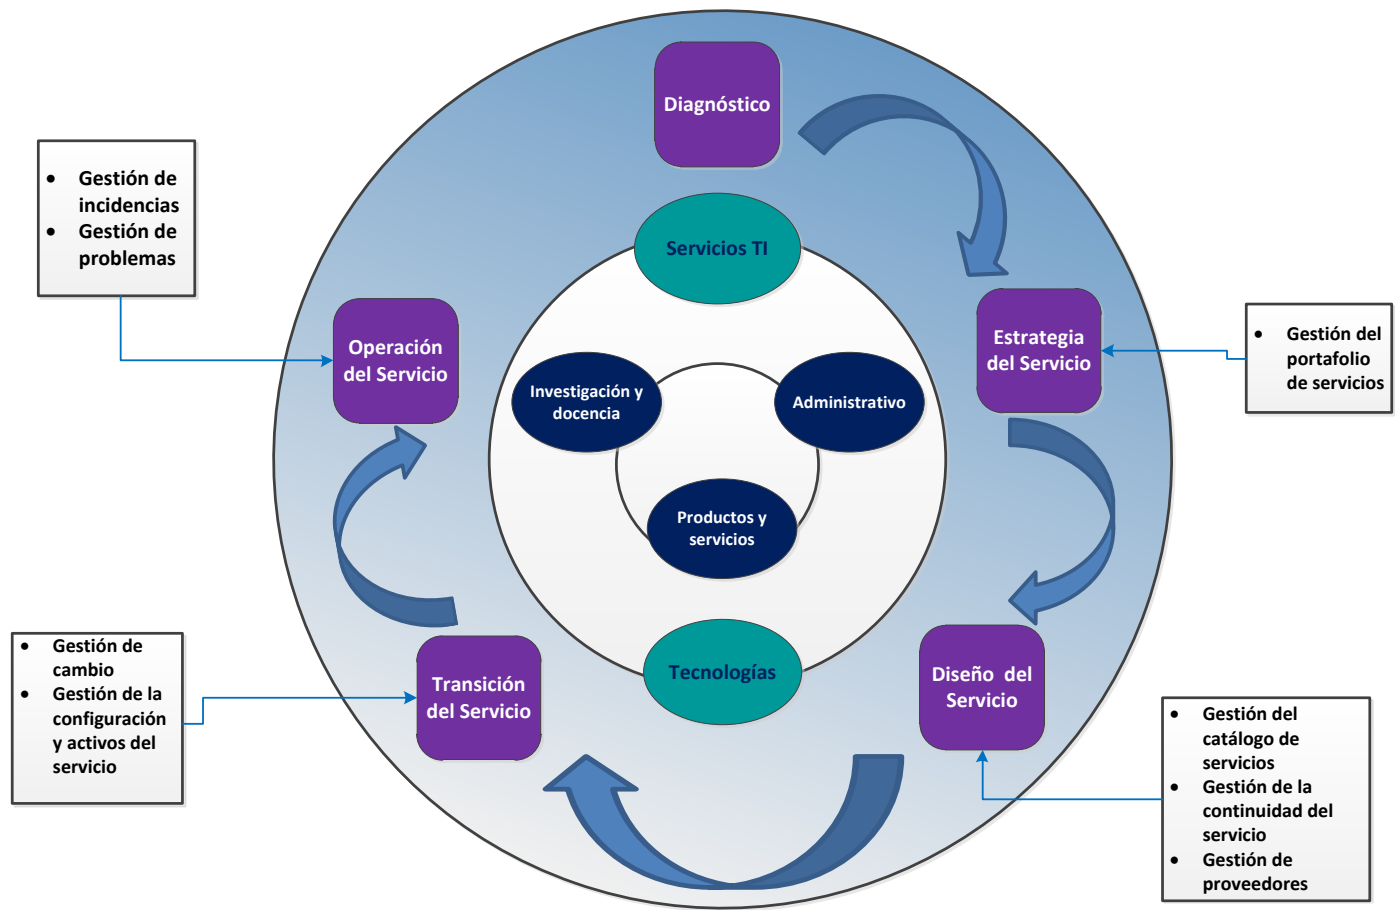 Diagnóstico
• Gestión de
incidencias
• Gestión de
problemas
Servicios TI
Operación
del Servicio
Estrategia
del Servicio
• Gestión del
portafolio
de servicios
Investigación y
docencia
Administrativo
Productos y
servicios
• Gestión de
cambio
• Gestión de la
configuración
y activos del
servicio
Transición
del Servicio
Tecnologías
Diseño del
Servicio
• Gestión del
catálogo de
servicios
• Gestión de la
continuidad del
servicio
• Gestión de
proveedores